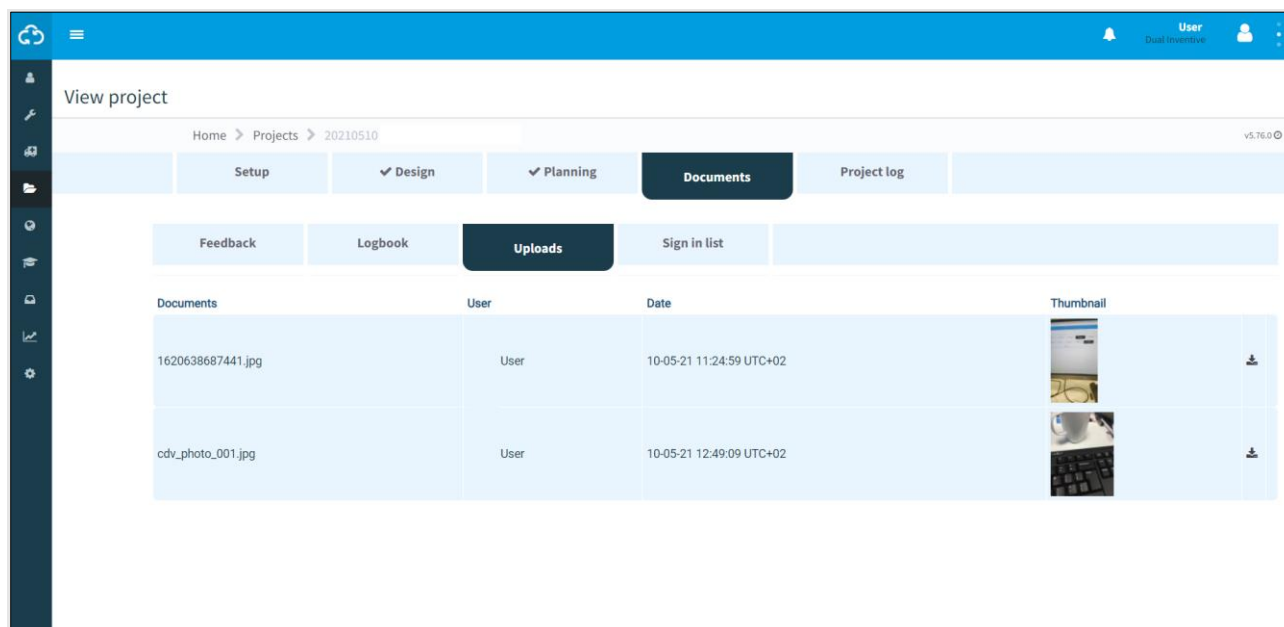 User
Dual Inventive
View project
Home Projects 20210510
v5.76.0
Setup Design Planning Documents Project log
Feedback Logbook Uploads Sign in list
Documents User Date Thumbnail
1620638687441.jpg User 10-05-21 11:24:59 UTC+02
cdv_photo_001.jpg User 10-05-21 12:49:09 UTC+02